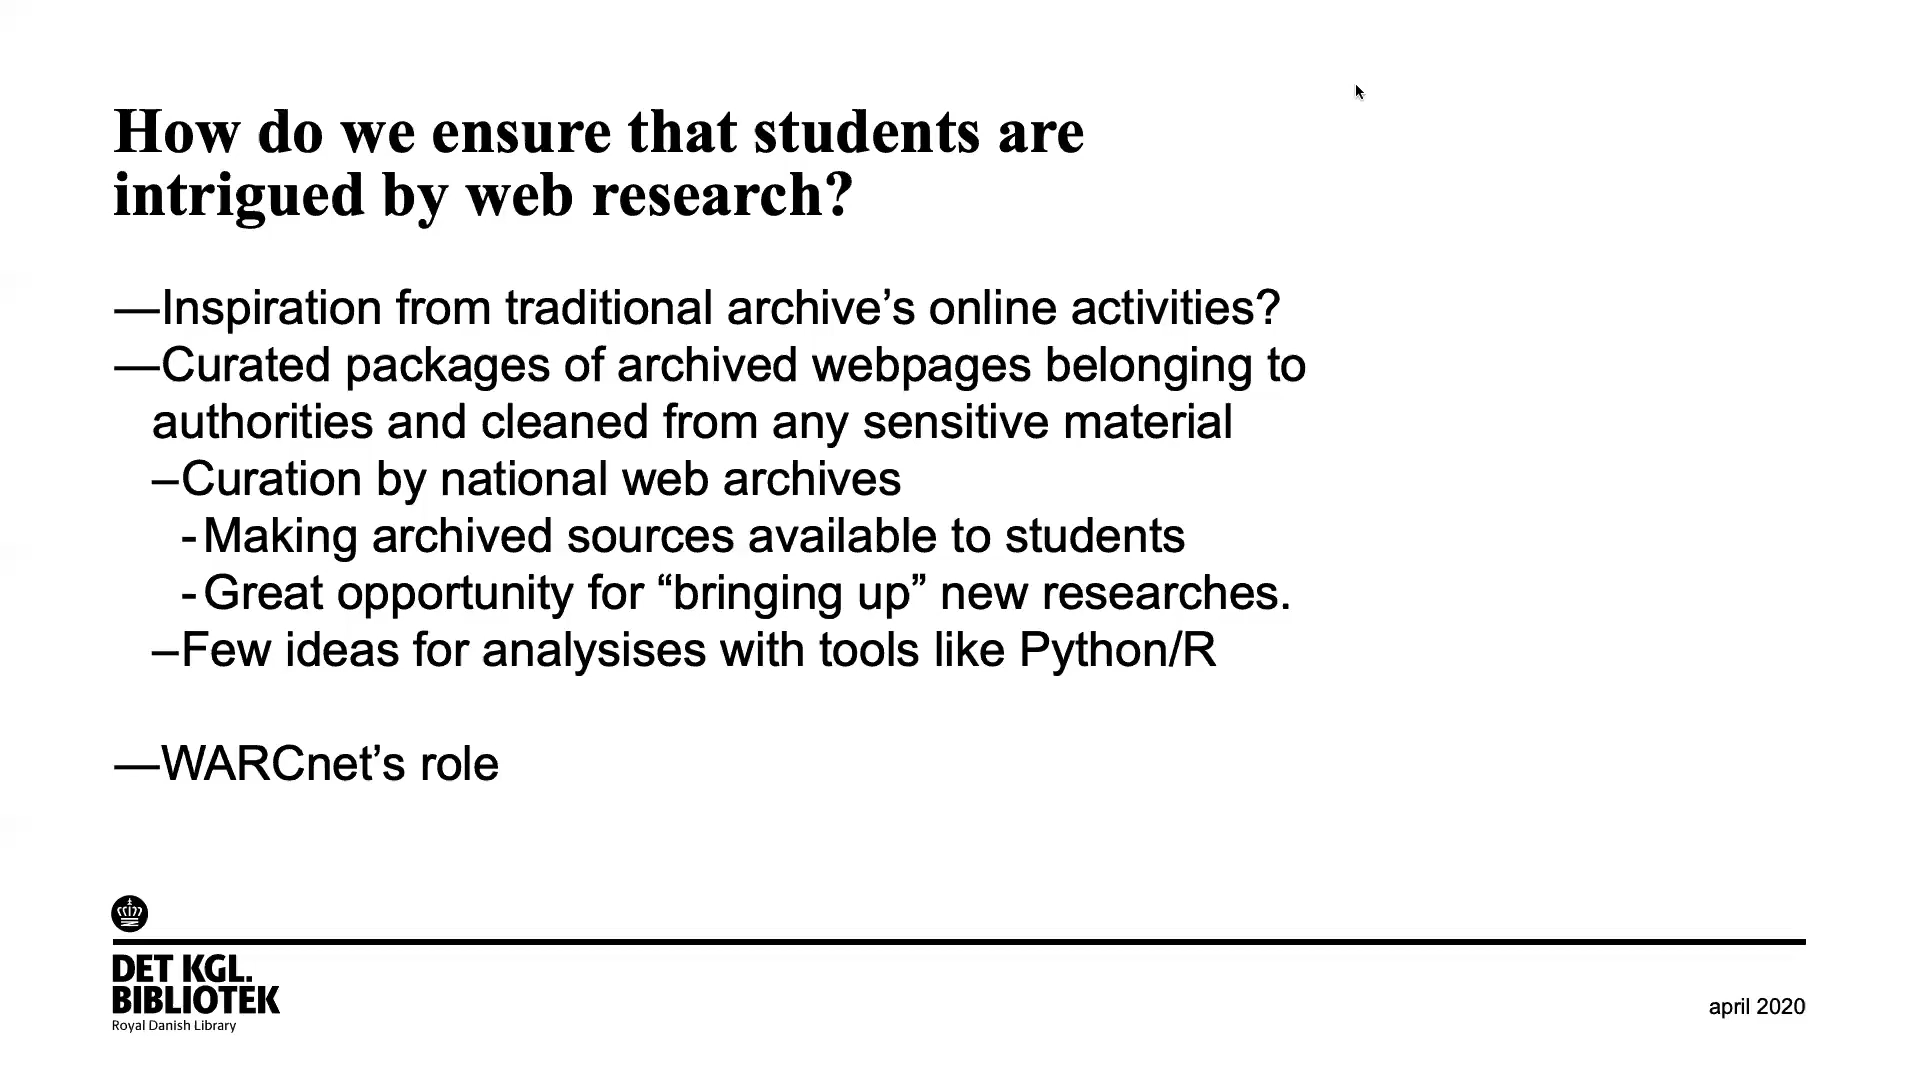 How do we ensure that students are
intrigued by web research?
—Inspiration from traditional archive’s online activities?
—Curated packages of archived webpages belonging to
authorities and cleaned from any sensitive material
–Curation by national web archives
-Making archived sources available to students
-Great opportunity for “bringing up” new researches.
–Few ideas for analysises with tools like Python/R
—WARCnet’s role
DET KGL.
BIBLIOTEK
Royal Danish Library
april 2020